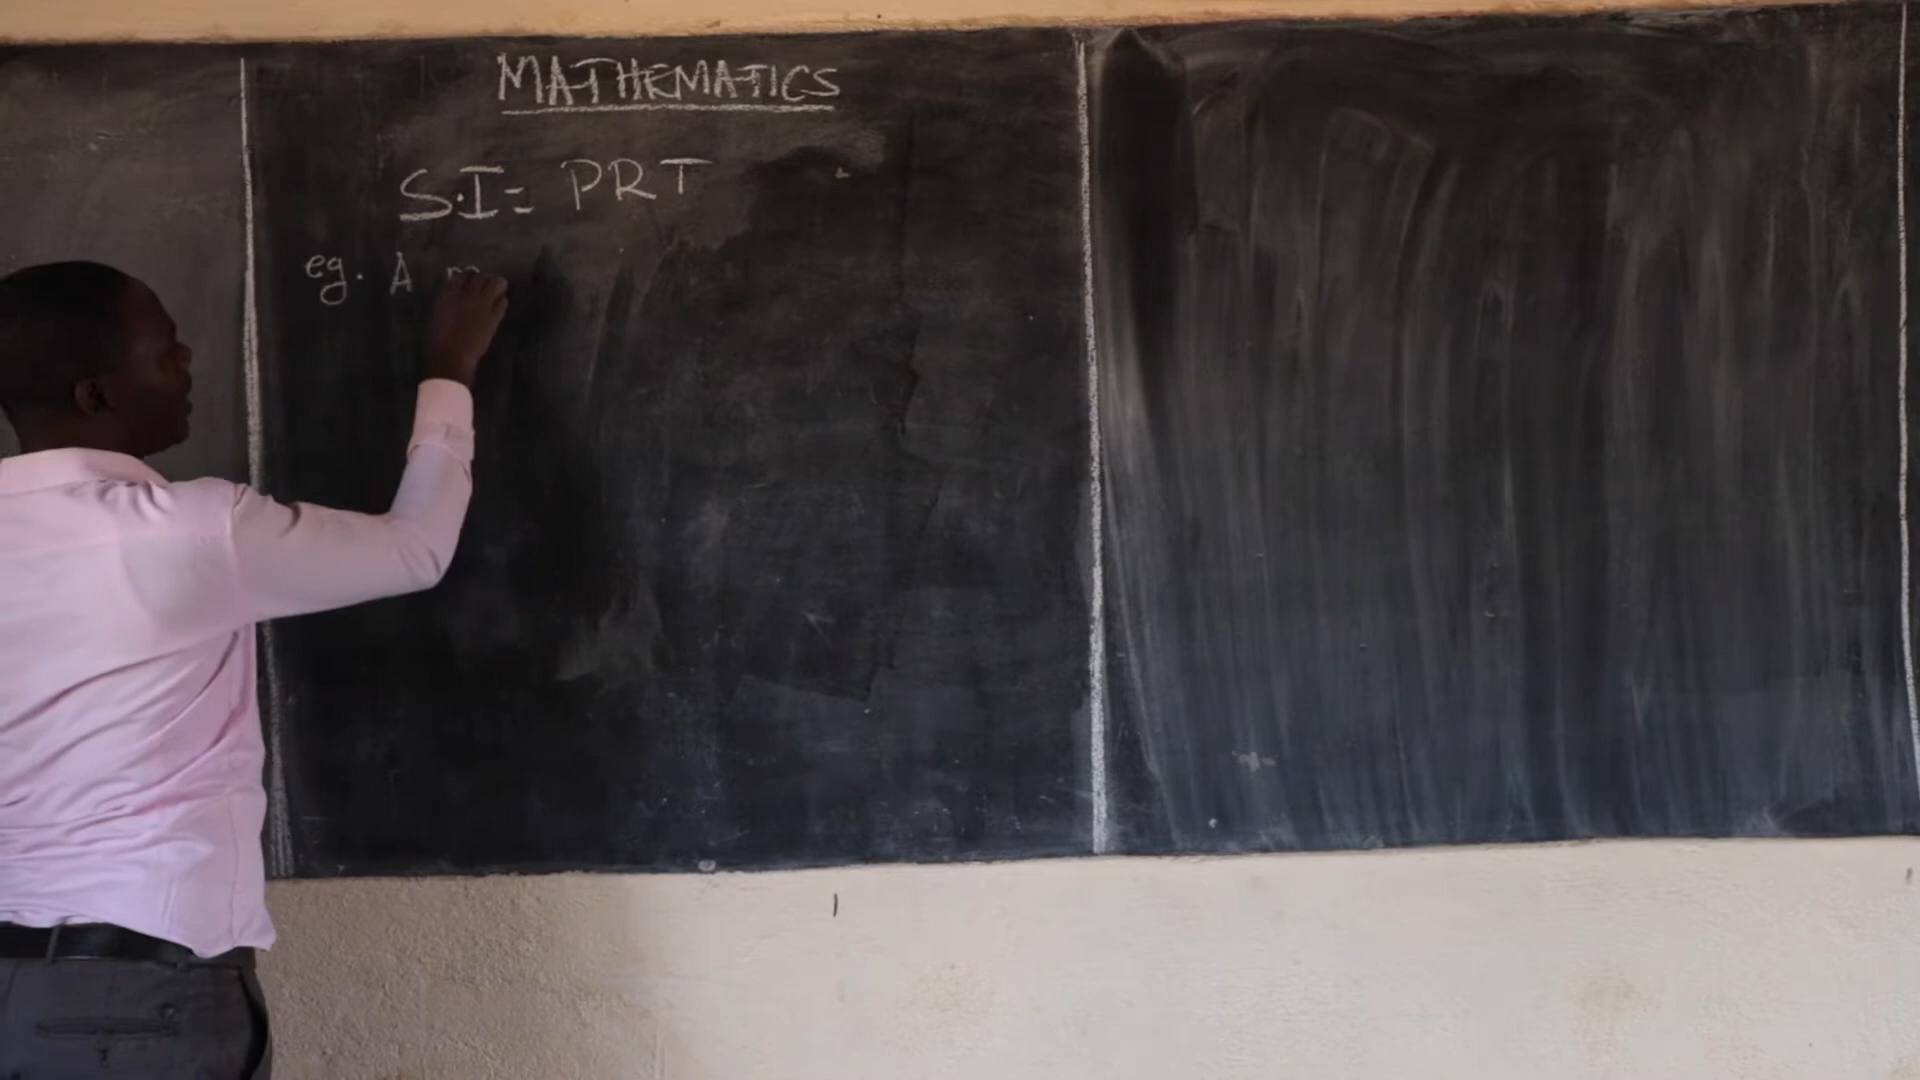 MATHEMATICS
S.I = PRT
eg. A m